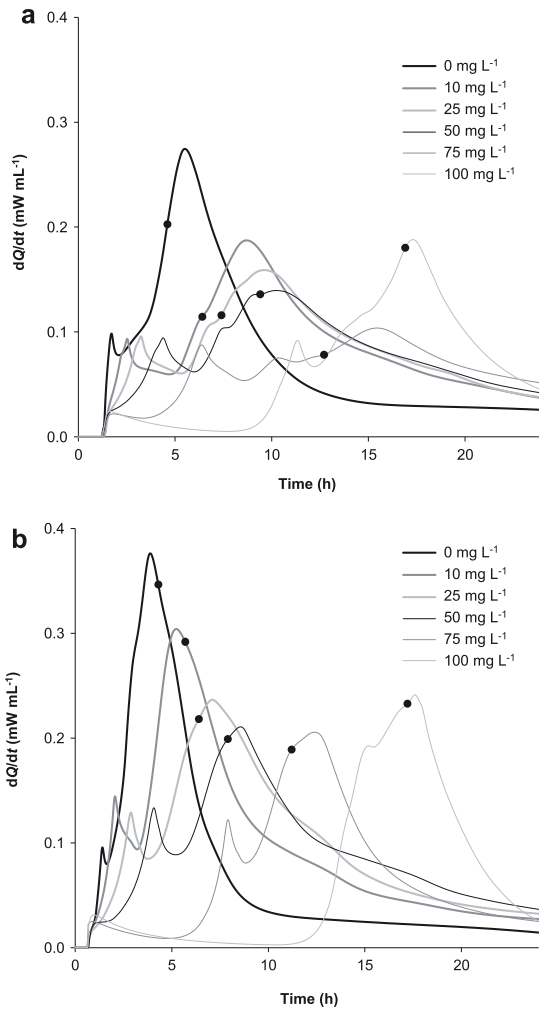 a
0.4
0.3
0.2
0.1
0.0
dQ/dt (mW mL⁻¹)
0 mg L⁻¹
10 mg L⁻¹
25 mg L⁻¹
50 mg L⁻¹
75 mg L⁻¹
100 mg L⁻¹
0 5 10 15 20
Time (h)
b
0.4
0.3
0.2
0.1
0.0
dQ/dt (mW mL⁻¹)
0 mg L⁻¹
10 mg L⁻¹
25 mg L⁻¹
50 mg L⁻¹
75 mg L⁻¹
100 mg L⁻¹
0 5 10 15 20
Time (h)